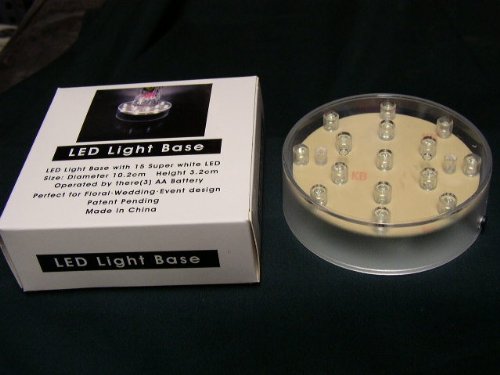 LED Light Base
LED Light Base with 15 Super white LED
Size: Diameter 10.2cm Height 3.2cm
Operated by there(3) AA Battery
Perfect for Floral·Wedding·Event design
Patent Pending
Made in China
LED Light Base
KB